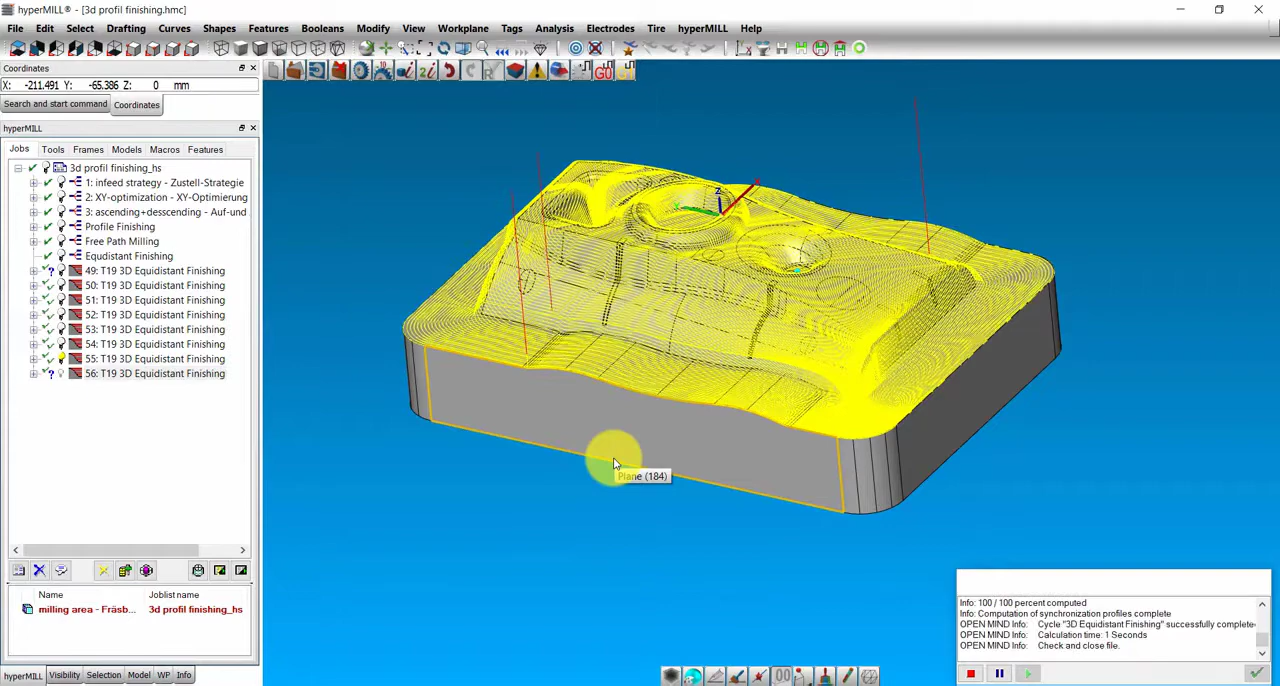 hyperMILL® - [3d profil finishing.hmc]
File Edit Select Drafting Curves Shapes Features Booleans Modify View Workplane Tags Analysis Electrodes Tire hyperMILL Help
Coordinates
X: -211.491 Y: -65.386 Z: 0 mm
Search and start command Coordinates
hyperMILL
Jobs Tools Frames Models Macros Features
3d profil finishing_hs
1: infeed strategy - Zustell-Strategie
2: XY-optimization - XY-Optimierung
3: ascending+desscending - Auf-und
Profile Finishing
Free Path Milling
Equidistant Finishing
49: T19 3D Equidistant Finishing
50: T19 3D Equidistant Finishing
51: T19 3D Equidistant Finishing
52: T19 3D Equidistant Finishing
53: T19 3D Equidistant Finishing
54: T19 3D Equidistant Finishing
55: T19 3D Equidistant Finishing
56: T19 3D Equidistant Finishing
Name Joblist name
milling area - Fräsb... 3d profil finishing_hs
hyperMILL Visibility Selection Model WP Info
G0
Z
X
Y
Plane (184)
Info: 100 / 100 percent computed
Info: Computation of synchronization profiles complete
OPEN MIND Info: Cycle "3D Equidistant Finishing" successfully complete
OPEN MIND Info: Calculation time: 1 Seconds
OPEN MIND Info: Check and close file.